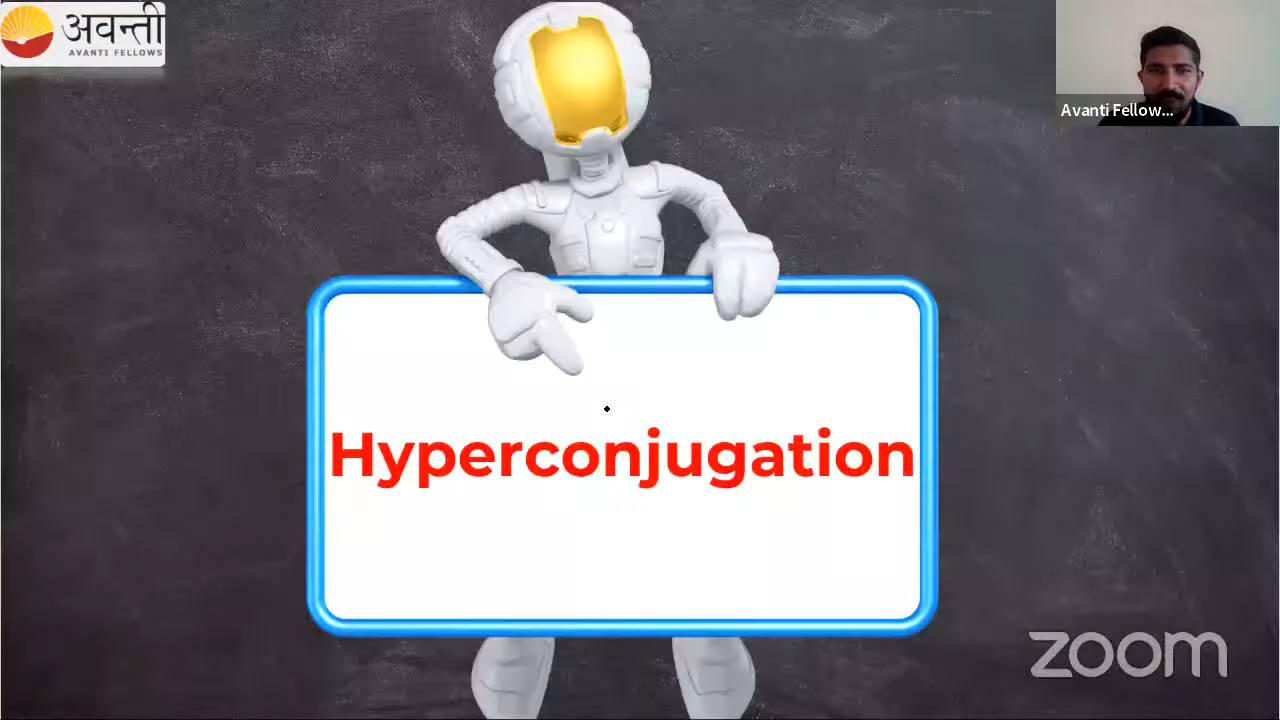 अवन्ती
AVANTI FELLOWS
Avanti Fellow...
Hyperconjugation
zoom